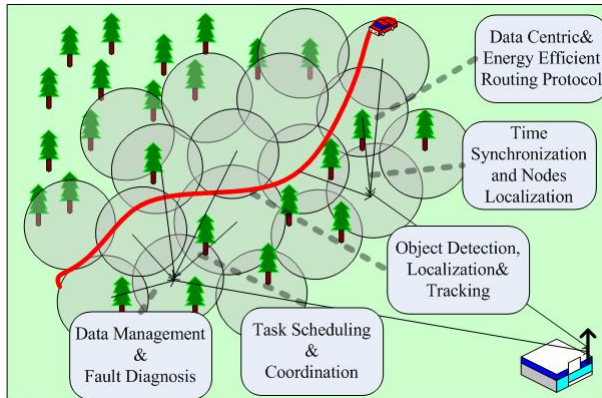 Data Centric&
Energy Efficient
Routing Protocol
Time
Synchronization
and Nodes
Localization
Object Detection,
Localization&
Tracking
Data Management
&
Fault Diagnosis
Task Scheduling
&
Coordination